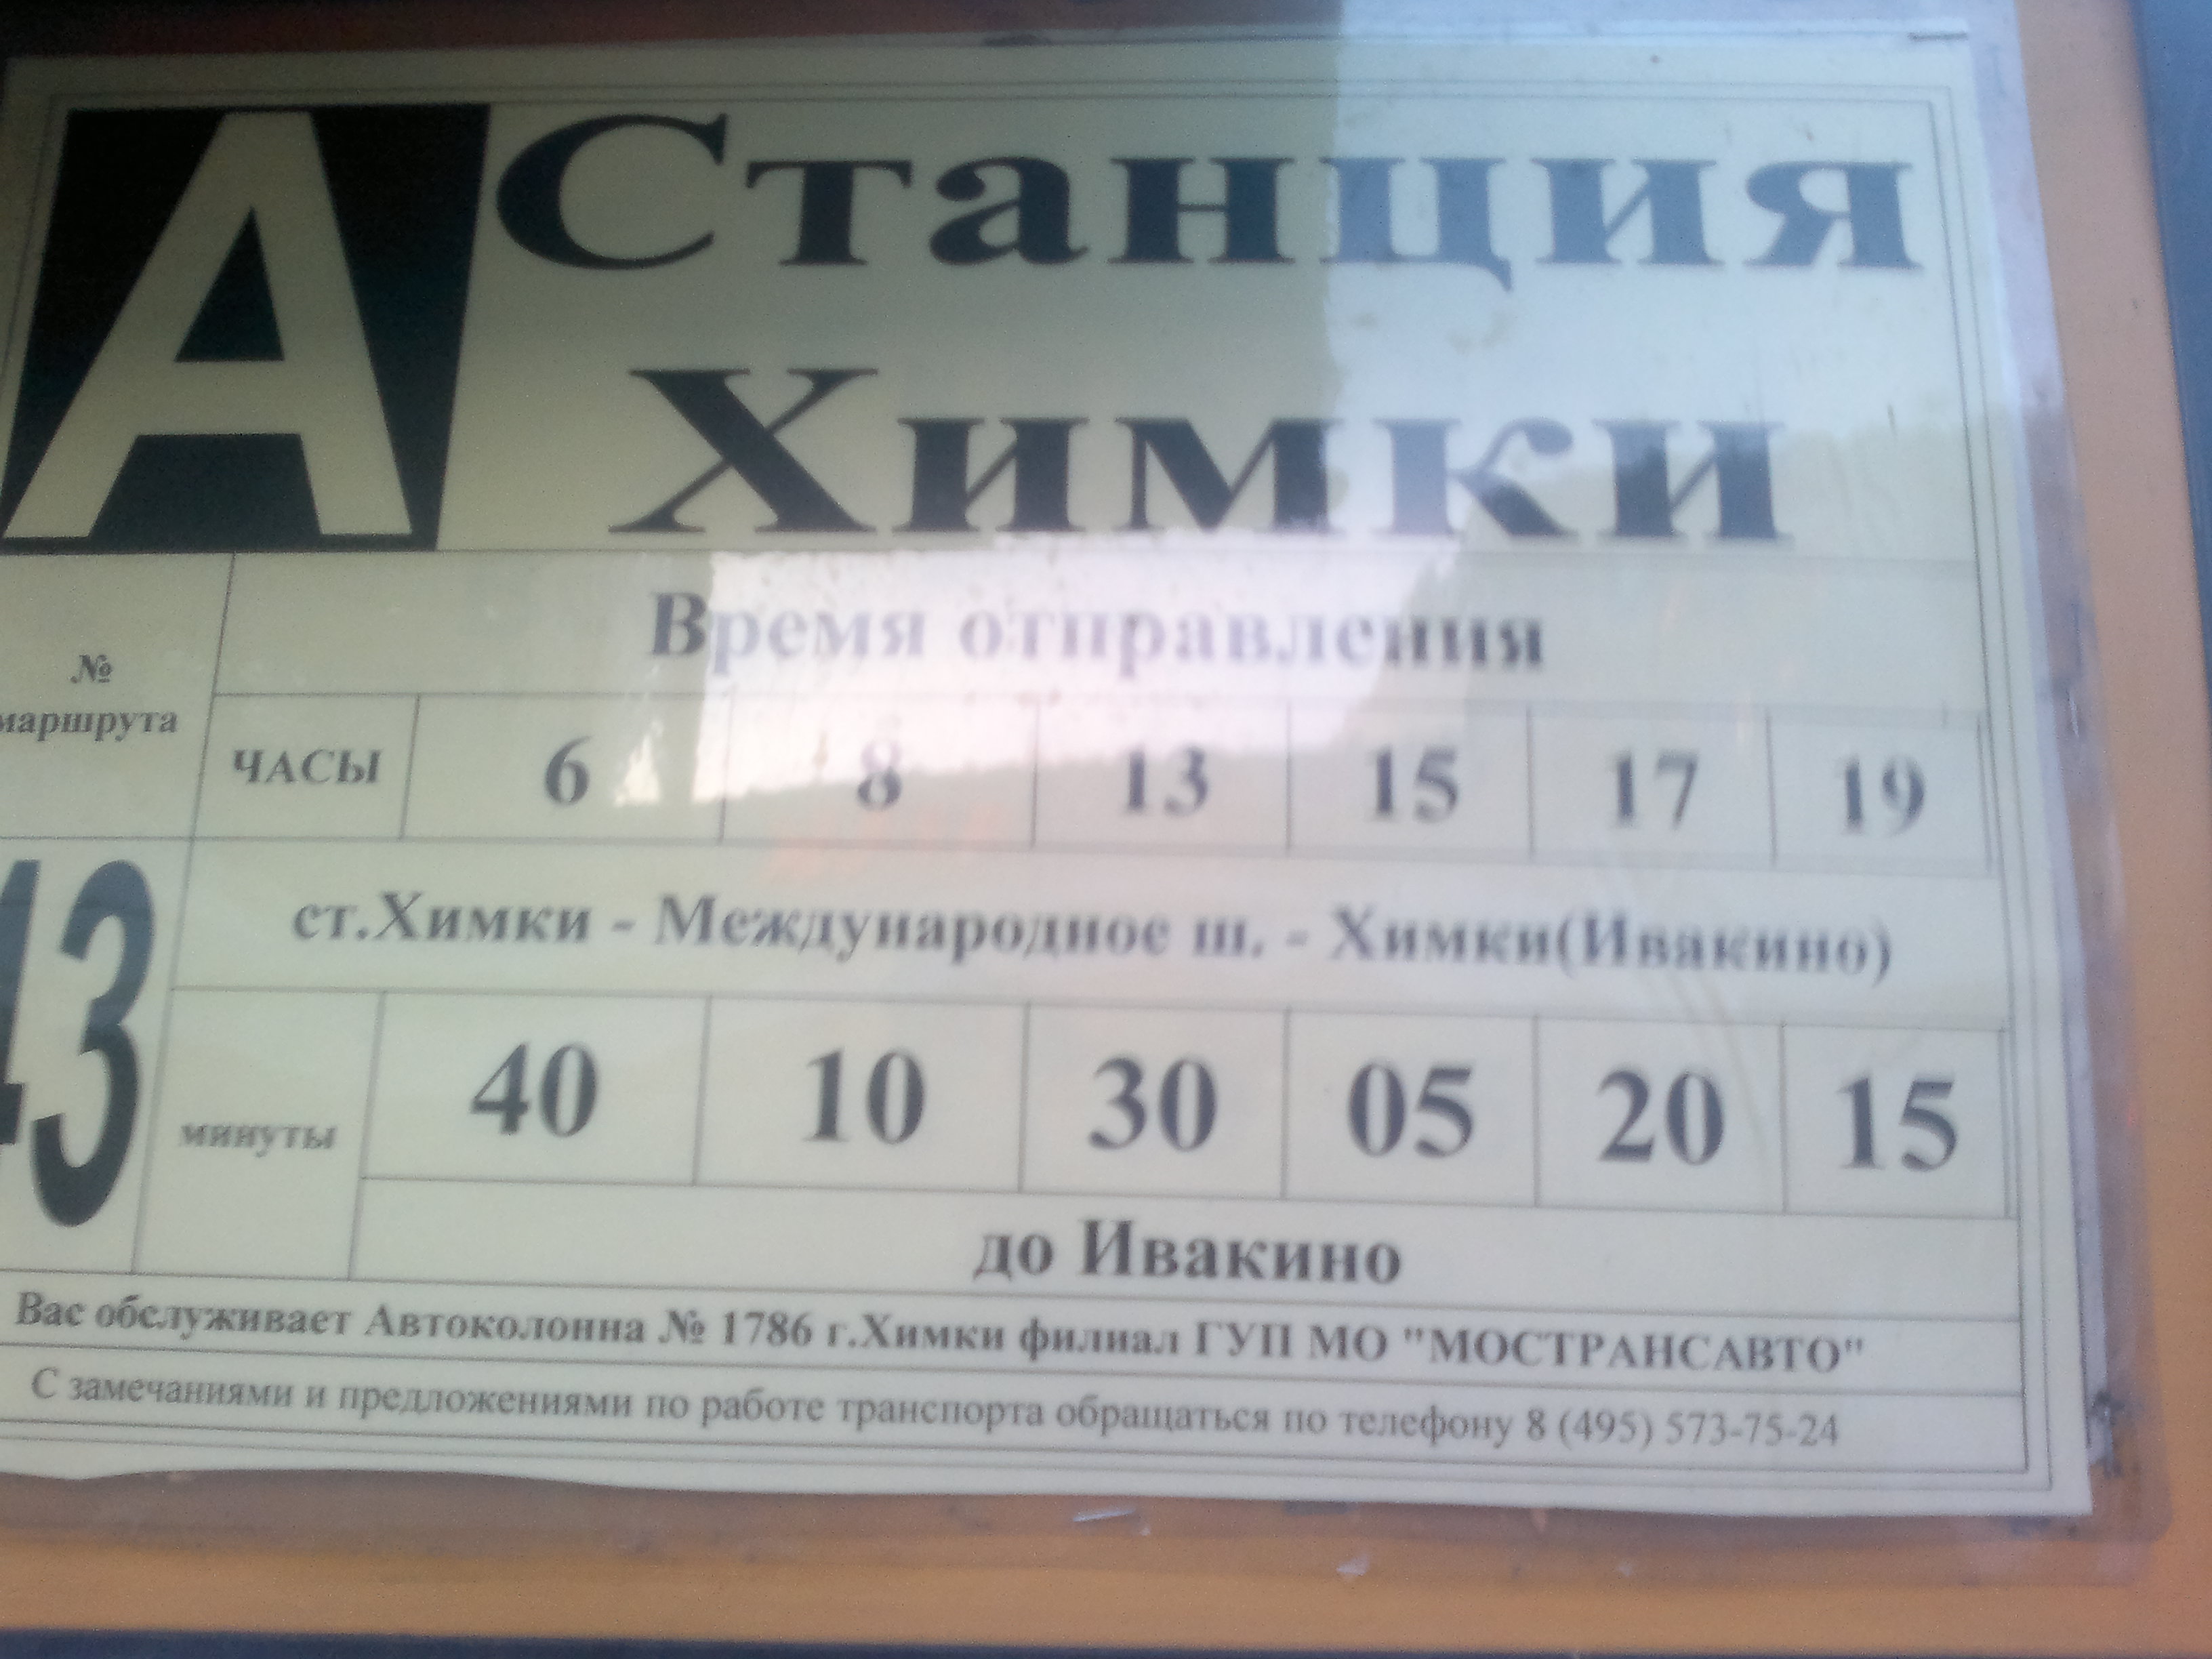 А Станция
Химки
№
маршрута
Время отправления
ЧАСЫ 6 8 13 15 17 19
43
ст.Химки - Международное ш. - Химки(Ивакино)
минуты 40 10 30 05 20 15
до Ивакино
Вас обслуживает Автоколонна № 1786 г.Химки филиал ГУП МО "МОСТРАНСАВТО"
С замечаниями и предложениями по работе транспорта обращаться по телефону 8 (495) 573-75-24